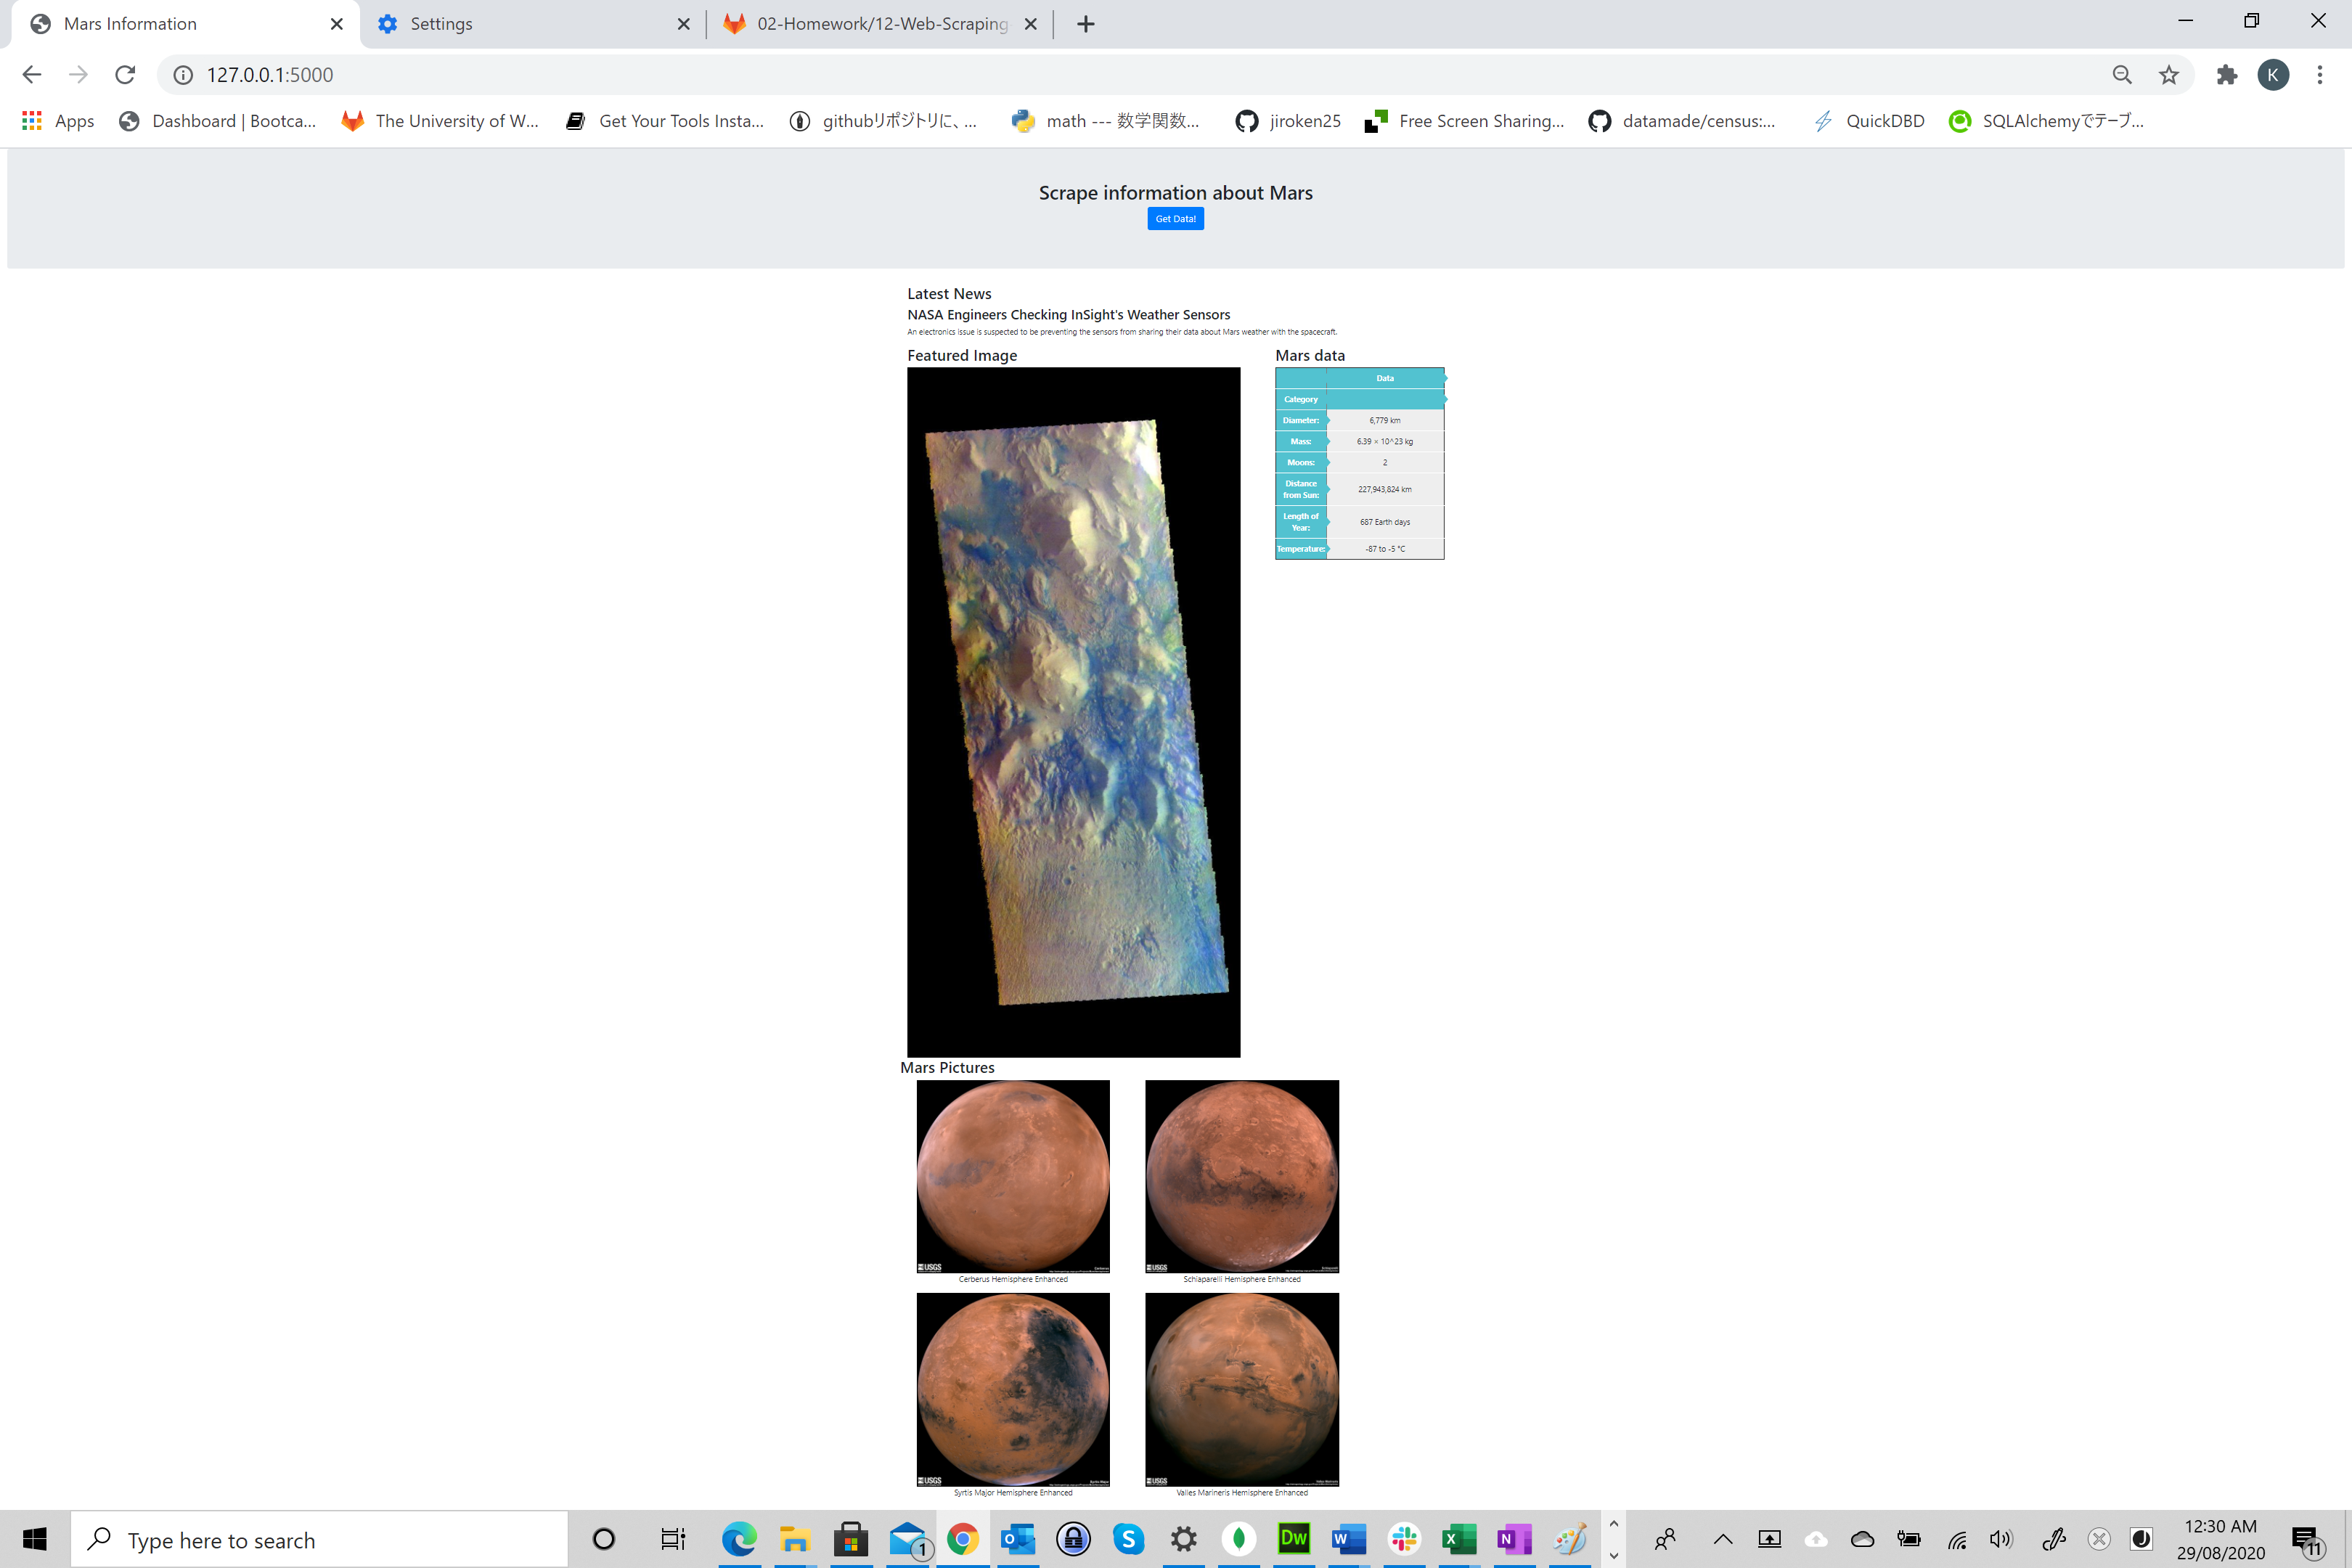 Mars Information
Settings
02-Homework/12-Web-Scraping
127.0.0.1:5000
K
Apps
Dashboard | Bootca...
The University of W...
Get Your Tools Insta...
githubリポジトリに、...
math --- 数学関数...
jiroken25
Free Screen Sharing...
datamade/census:...
QuickDBD
SQLAlchemyでテーブ...
Scrape information about Mars
Get Data!
Latest News
NASA Engineers Checking InSight's Weather Sensors
An electronics issue is suspected to be preventing the sensors from sharing their data about Mars weather with the spacecraft.
Featured Image
Mars data
Data
Category
Diameter: 6,779 km
Mass: 6.39 × 10^23 kg
Moons: 2
Distance from Sun: 227,943,824 km
Length of Year: 687 Earth days
Temperature: -87 to -5 °C
Mars Pictures
USGS
Cerberus
USGS
Schiaparelli
Cerberus Hemisphere Enhanced
Schiaparelli Hemisphere Enhanced
USGS
Syrtis Major
USGS
Valles Marineris
Syrtis Major Hemisphere Enhanced
Valles Marineris Hemisphere Enhanced
Type here to search
1
Dw
12:30 AM
29/08/2020
11